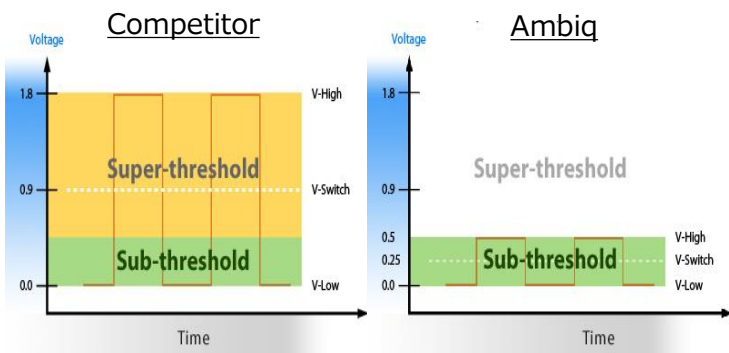 Competitor
Voltage
1.8
V-High
Super-threshold
0.9
V-Switch
Sub-threshold
0.0
V-Low
Time
Ambiq
Voltage
1.8
Super-threshold
0.9
0.5
V-High
0.25
Sub-threshold
V-Switch
0.0
V-Low
Time